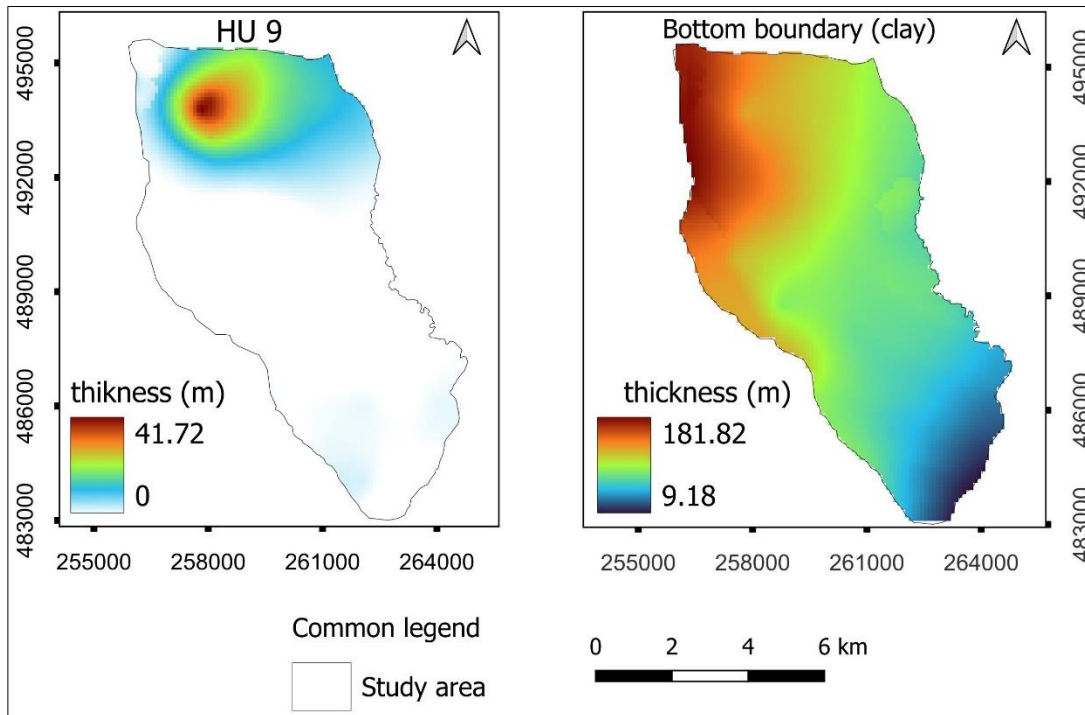 HU 9
495000
492000
489000
486000
483000
thikness (m)
41.72
0
255000 258000 261000 264000
Bottom boundary (clay)
495000
492000
489000
486000
483000
thickness (m)
181.82
9.18
255000 258000 261000 264000
Common legend
Study area
0 2 4 6 km